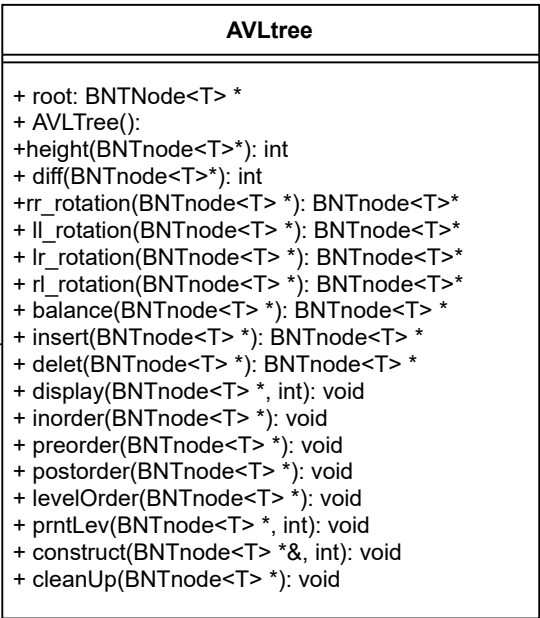 AVLtree
+ root: BNTNode<T> *
+ AVLTree():
+height(BNTnode<T>*): int
+ diff(BNTnode<T>*): int
+rr_rotation(BNTnode<T> *): BNTnode<T>*
+ ll_rotation(BNTnode<T> *): BNTnode<T>*
+ lr_rotation(BNTnode<T> *): BNTnode<T>*
+ rl_rotation(BNTnode<T> *): BNTnode<T>*
+ balance(BNTnode<T> *): BNTnode<T> *
+ insert(BNTnode<T> *): BNTnode<T> *
+ delet(BNTnode<T> *): BNTnode<T> *
+ display(BNTnode<T> *, int): void
+ inorder(BNTnode<T> *): void
+ preorder(BNTnode<T> *): void
+ postorder(BNTnode<T> *): void
+ levelOrder(BNTnode<T> *): void
+ prntLev(BNTnode<T> *, int): void
+ construct(BNTnode<T> *&, int): void
+ cleanUp(BNTnode<T> *): void